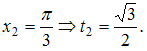 x₂ = π/3 ⇒ t₂ = √3/2.